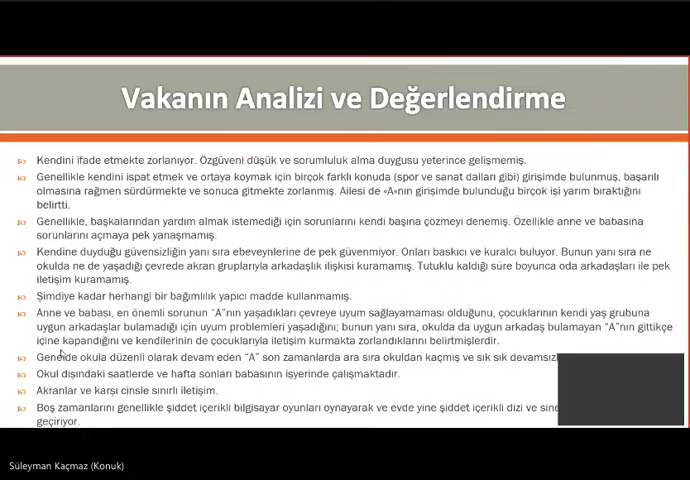 Vakanın Analizi ve Değerlendirme
Kendini ifade etmekte zorlanıyor. Özgüveni düşük ve sorumluluk alma duygusu yeterince gelişmemiş.
Genellikle kendini ispat etmek ve ortaya koymak için birçok farklı konuda (spor ve sanat dalları gibi) girişimde bulunmuş, başarılı
olmasına rağmen sürdürmekte ve sonuca gitmekte zorlanmış. Ailesi de «A»nın girişimde bulunduğu birçok işi yarım bıraktığını
belirtti.
Genellikle, başkalarından yardım almak istemediği için sorunlarını kendi başına çözmeyi denemiş. Özellikle anne ve babasına
sorunlarını açmaya pek yanaşmamış.
Kendine duyduğu güvensizliğin yanı sıra ebeveynlerine de pek güvenmiyor. Onları baskıcı ve kuralcı buluyor. Bunun yanı sıra ne
okulda ne de yaşadığı çevrede akran gruplarıyla arkadaşlık ilişkisi kuramamış. Tutuklu kaldığı süre boyunca oda arkadaşları ile pek
iletişim kuramamış.
Şimdiye kadar herhangi bir bağımlılık yapıcı madde kullanmamış.
Anne ve babası, en önemli sorunun "A"nın yaşadıkları çevreye uyum sağlayamaması olduğunu, çocuklarının kendi yaş grubuna
uygun arkadaşlar bulamadığı için uyum problemleri yaşadığını; bunun yanı sıra, okulda da uygun arkadaş bulamayan "A"nın gittikçe
içine kapandığını ve kendilerinin de çocuklarıyla iletişim kurmakta zorlandıklarını belirtmişlerdir.
Genelde okula düzenli olarak devam eden "A" son zamanlarda ara sıra okuldan kaçmış ve sık sık
Okul dışındaki saatlerde ve hafta sonları babasının işyerinde çalışmaktadır.
Akranlar ve karşı cinsle sınırlı iletişim.
Boş zamanlarını genellikle şiddet içerikli bilgisayar oyunları oynayarak ve evde yine şiddet içerikli dizi ve
geçiriyor.
Süleyman Kaçmaz (Konuk)